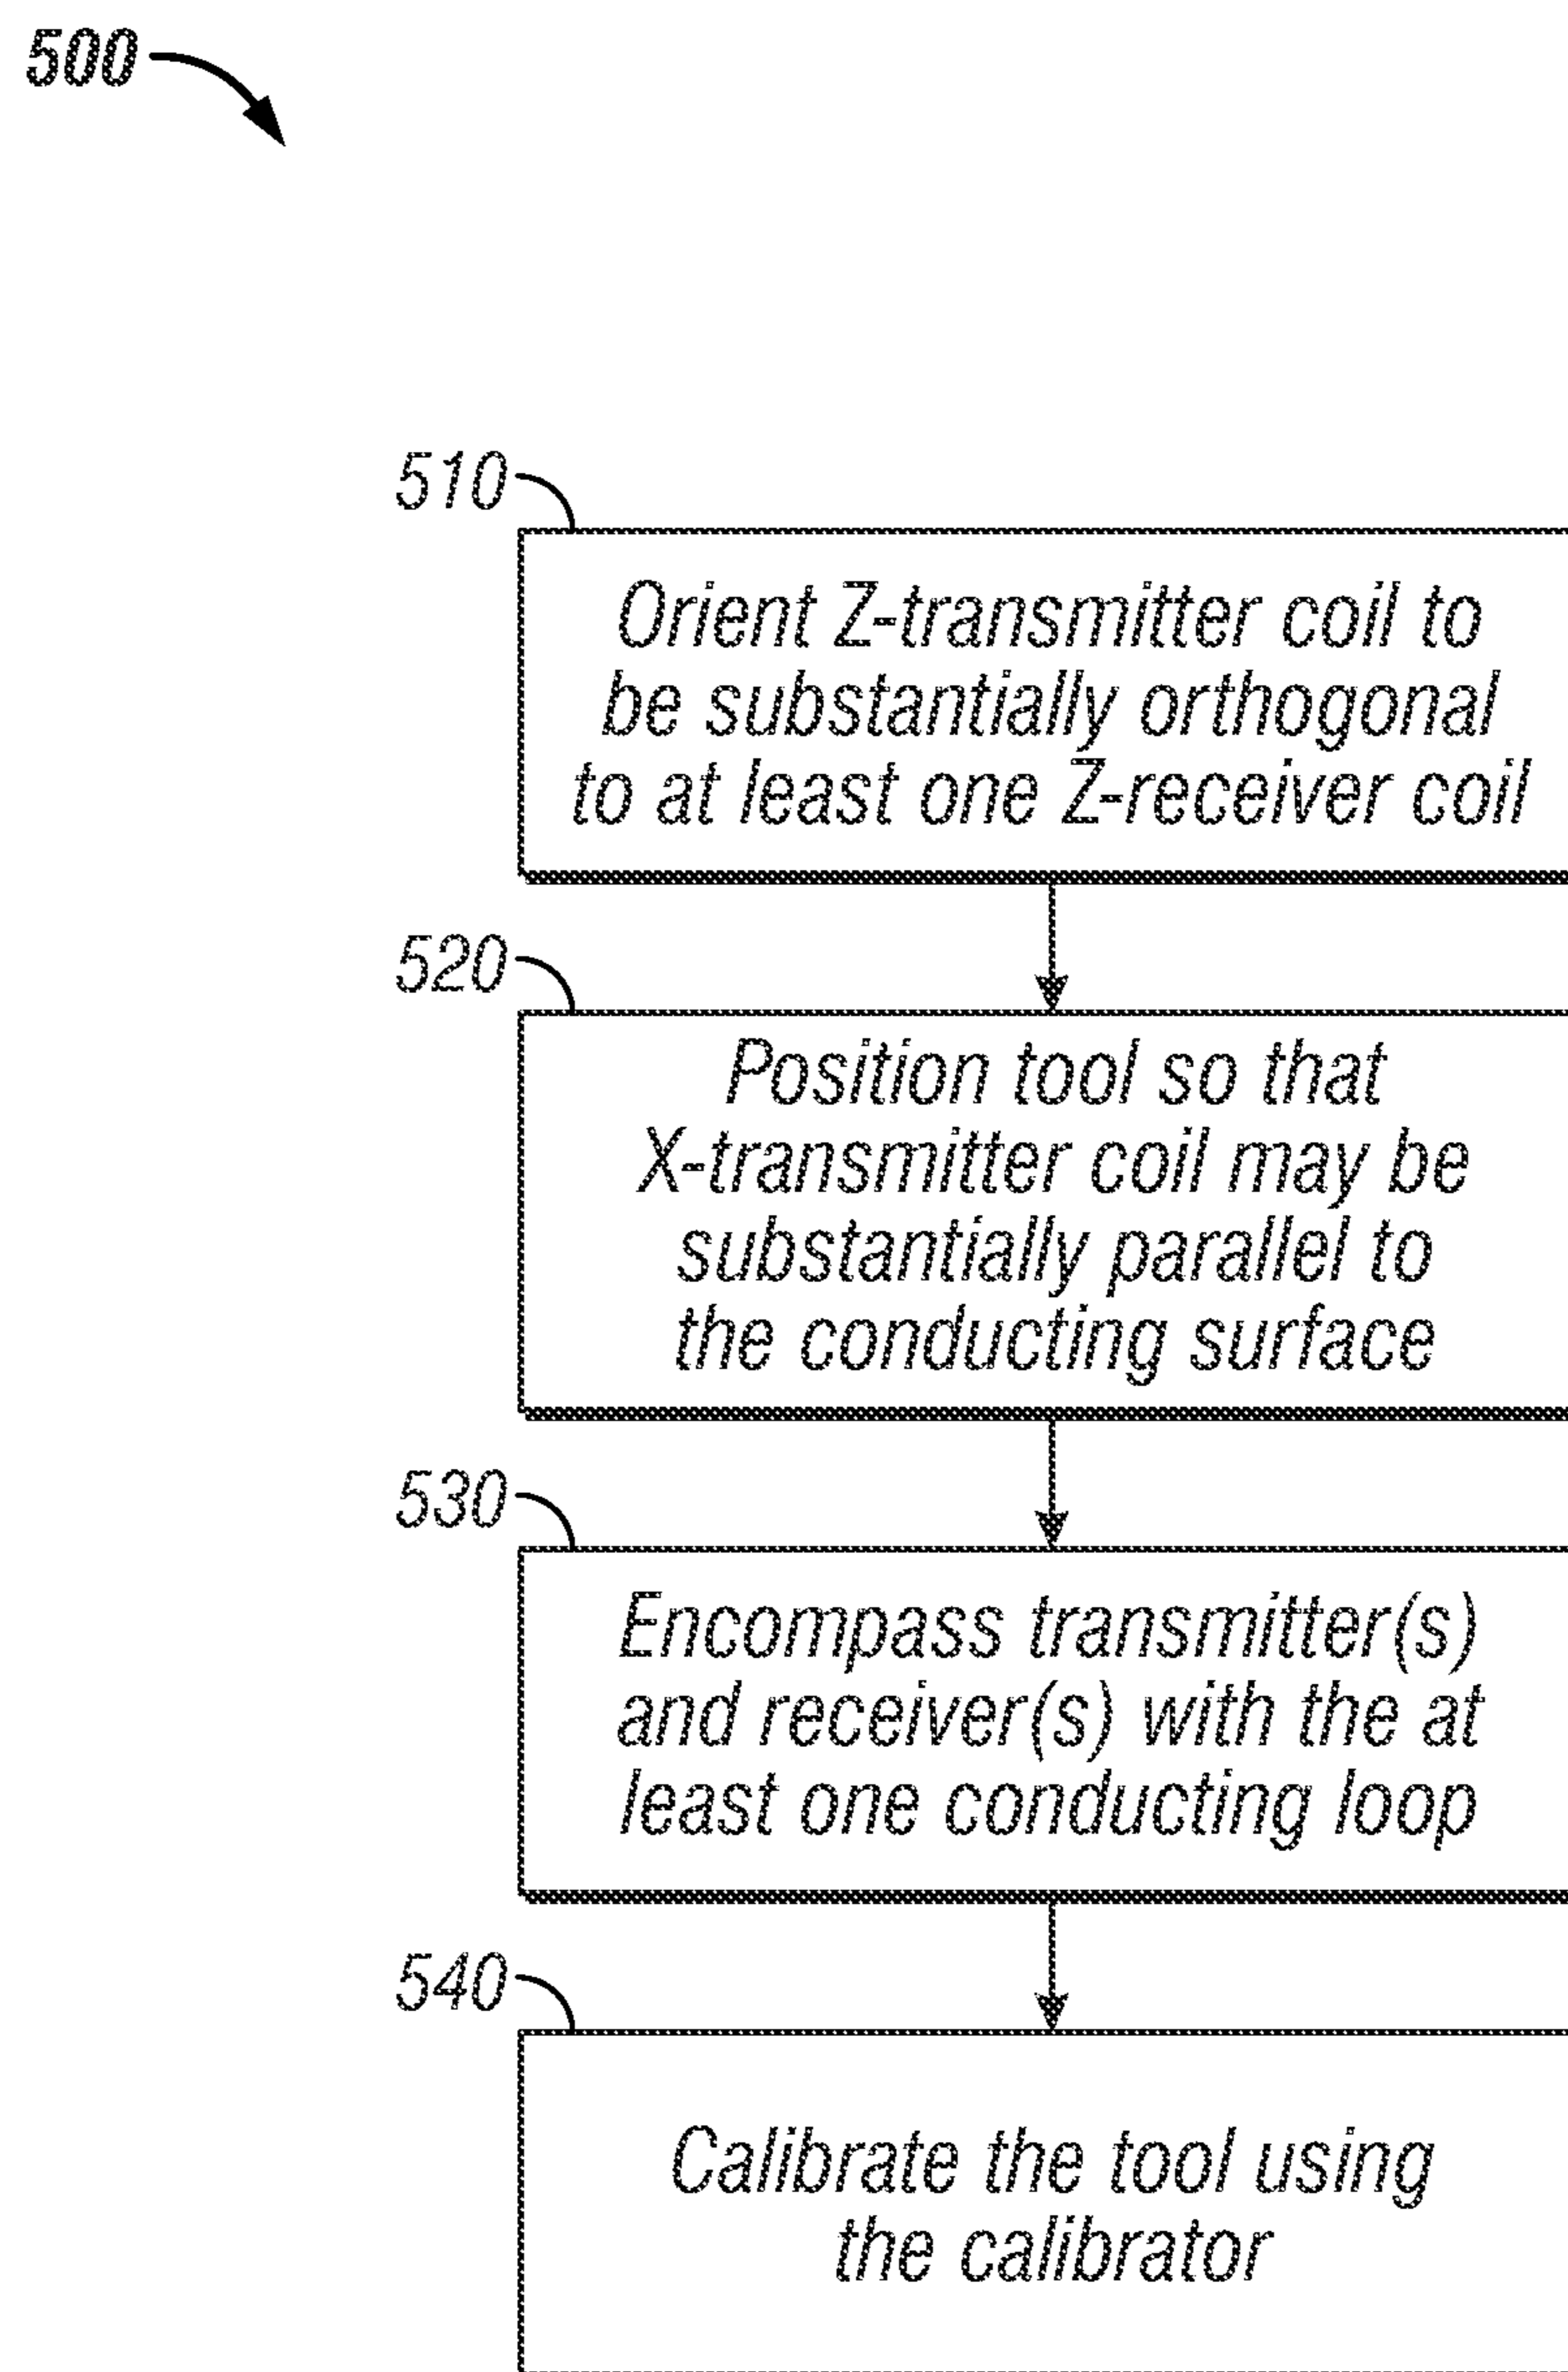 500
510
Orient Z-transmitter coil to
be substantially orthogonal
to at least one Z-receiver coil
520
Position tool so that
X-transmitter coil may be
substantially parallel to
the conducting surface
530
Encompass transmitter(s)
and receiver(s) with the at
least one conducting loop
540
Calibrate the tool using
the calibrator